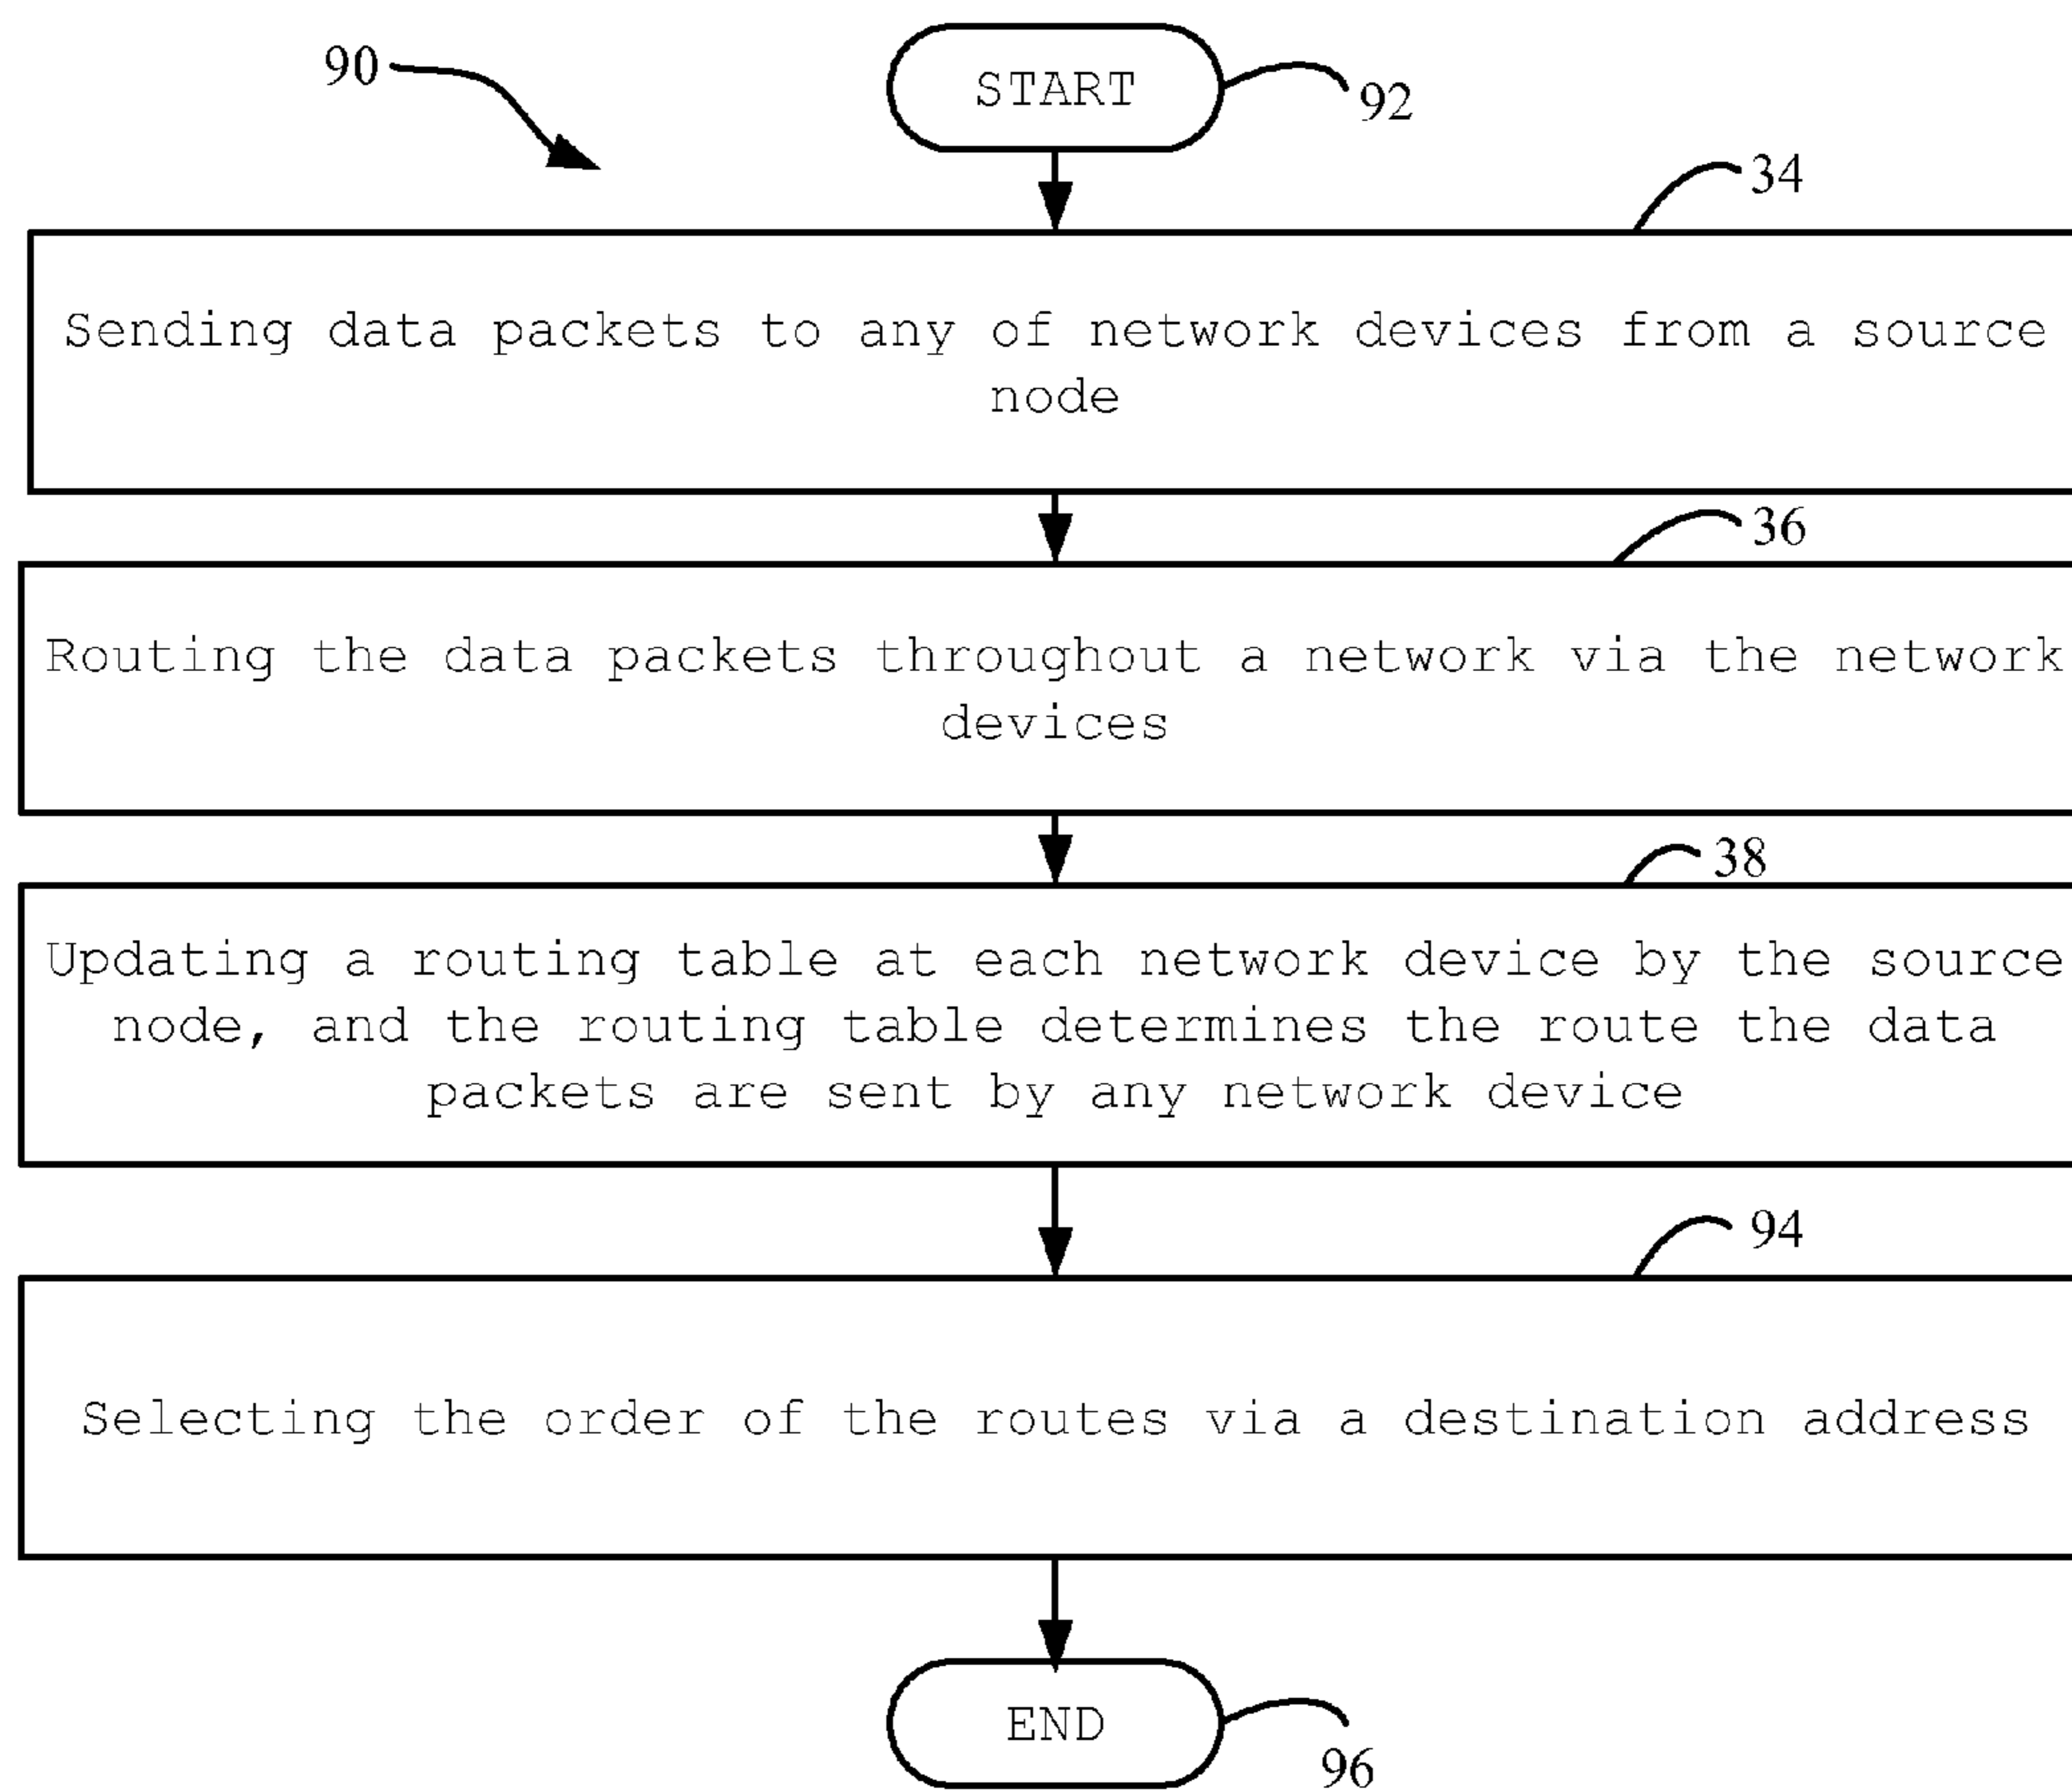 90
START
92
34
Sending data packets to any of network devices from a source
node
36
Routing the data packets throughout a network via the network
devices
38
Updating a routing table at each network device by the source
node, and the routing table determines the route the data
packets are sent by any network device
94
Selecting the order of the routes via a destination address
END
96